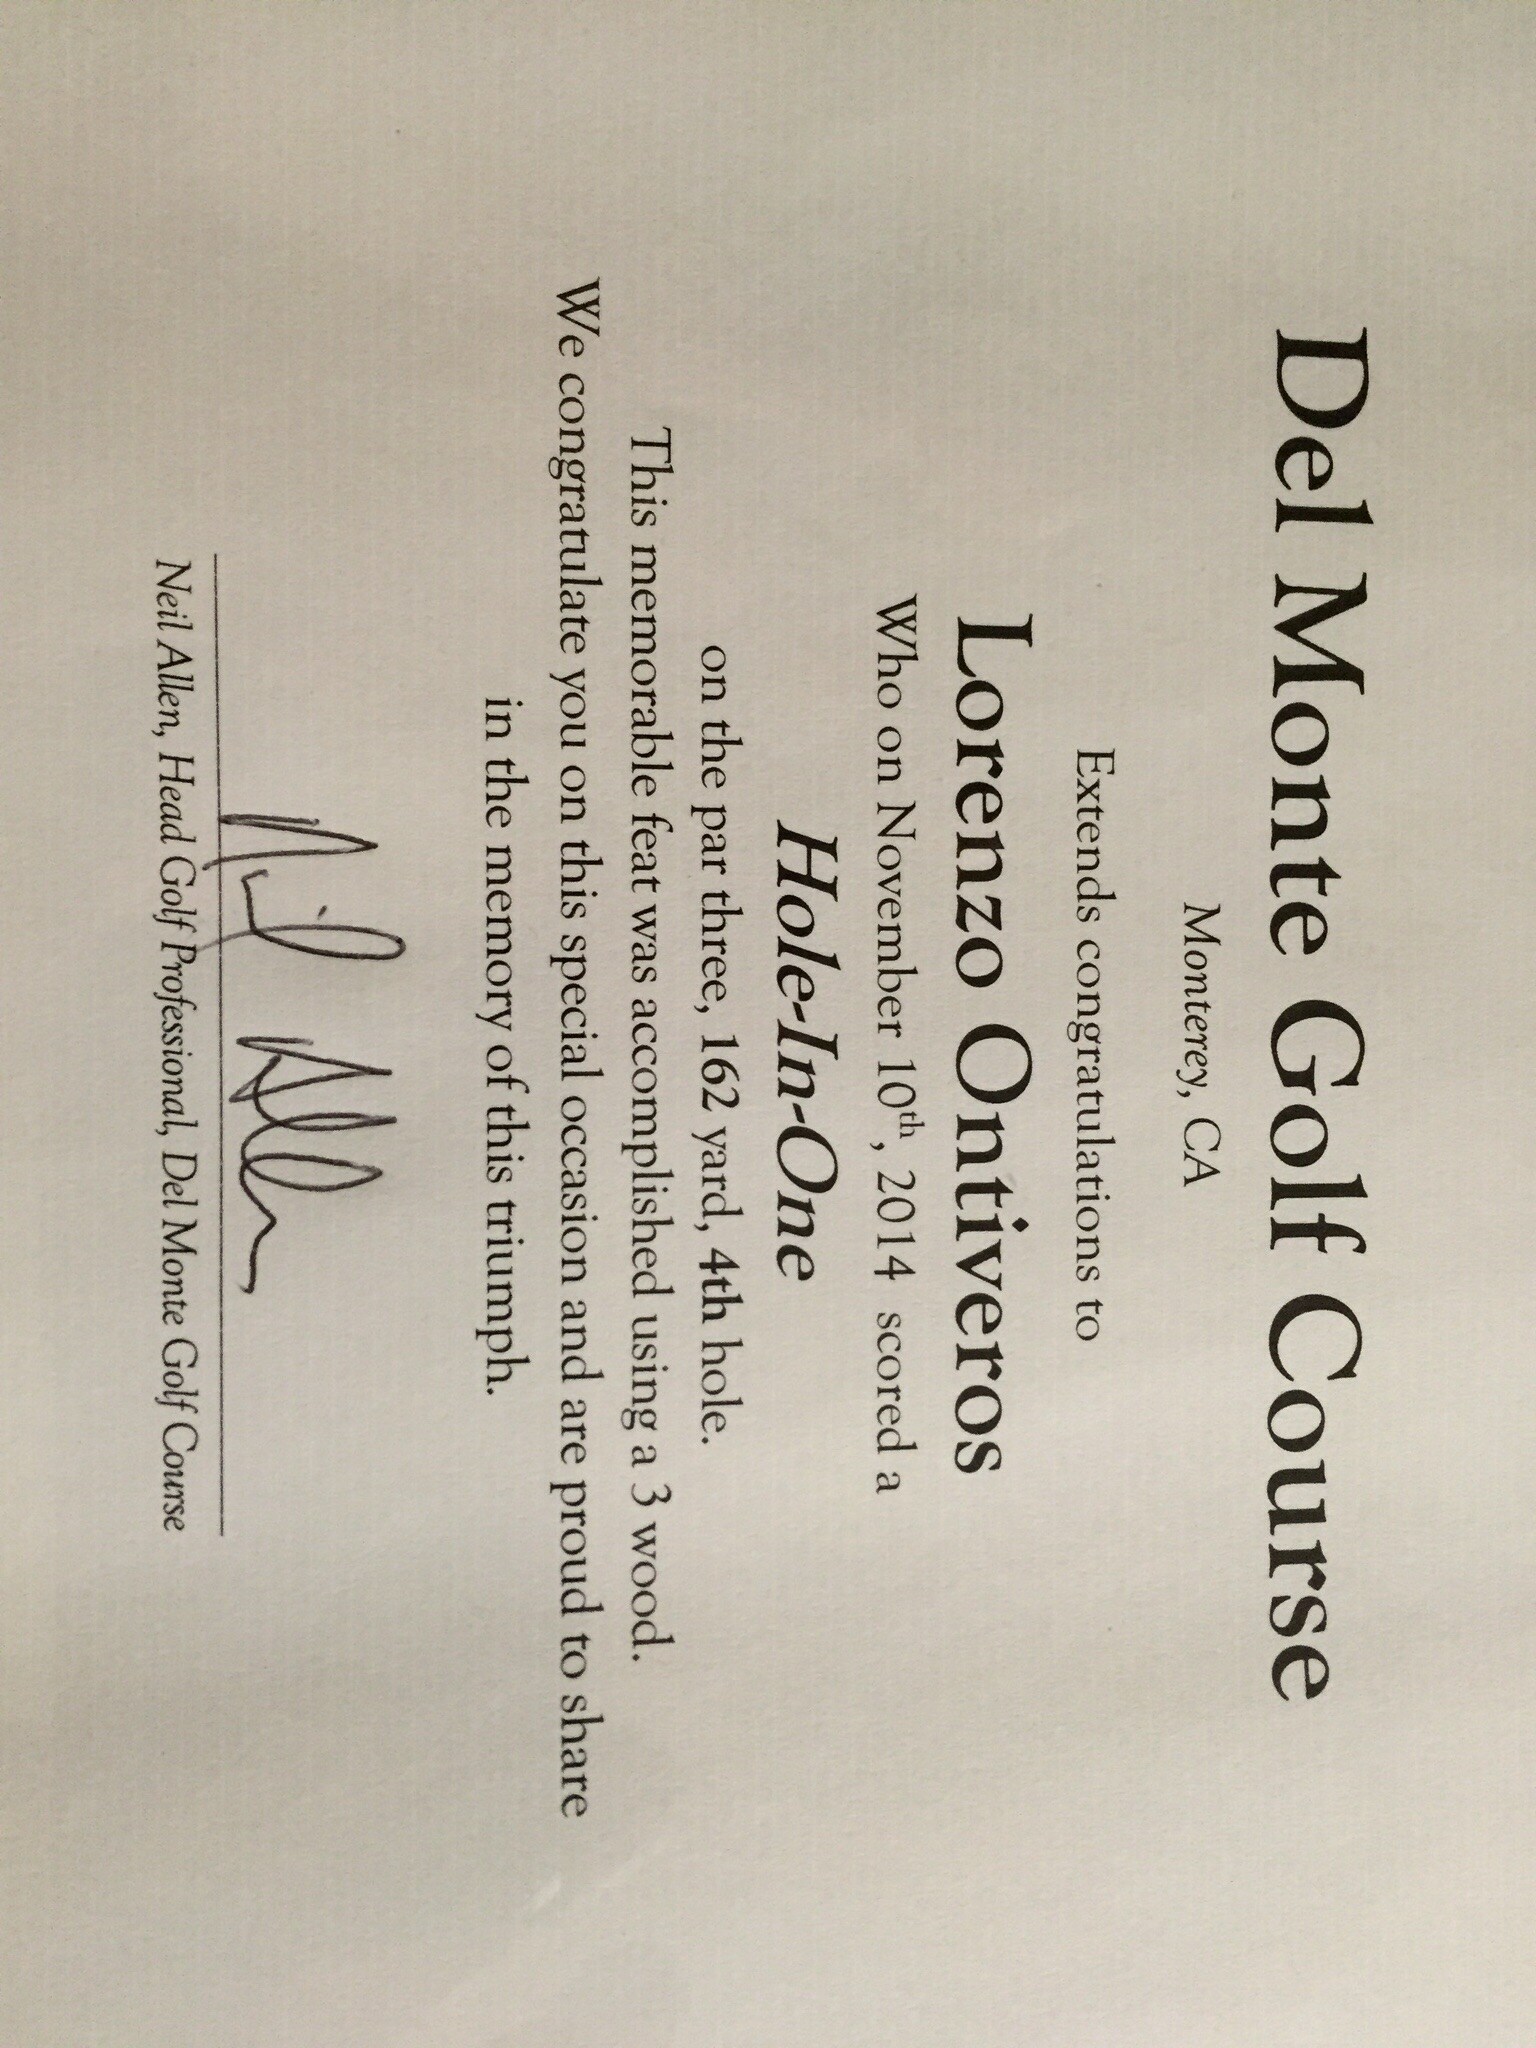 Del Monte Golf Course
Monterey, CA
Extends congratulations to
Lorenzo Ontiveros
Who on November 10th, 2014 scored a
Hole-In-One
on the par three, 162 yard, 4th hole.
This memorable feat was accomplished using a 3 wood.
We congratulate you on this special occasion and are proud to share
in the memory of this triumph.
Neil Allen
Neil Allen, Head Golf Professional, Del Monte Golf Course